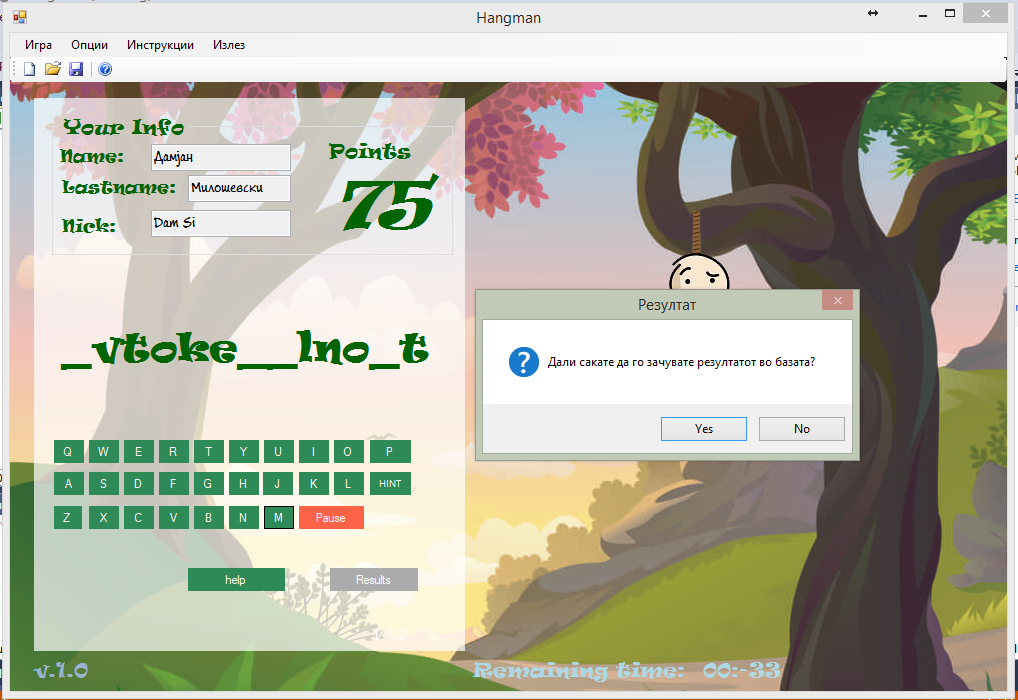 Hangman
Игра Опции Инструкции Излез
Your Info
Name: Дамјан
Points
Lastname: Милошевски
75
Nick: Dam Si
Резултат
Дали сакате да го зачувате резултатот во базата?
Yes No
_vtoke__lno_t
Q W E R T Y U I O P
A S D F G H J K L HINT
Z X C V B N M Pause
help Results
v.1.0
v.1.0 Remaining time: 00:-33